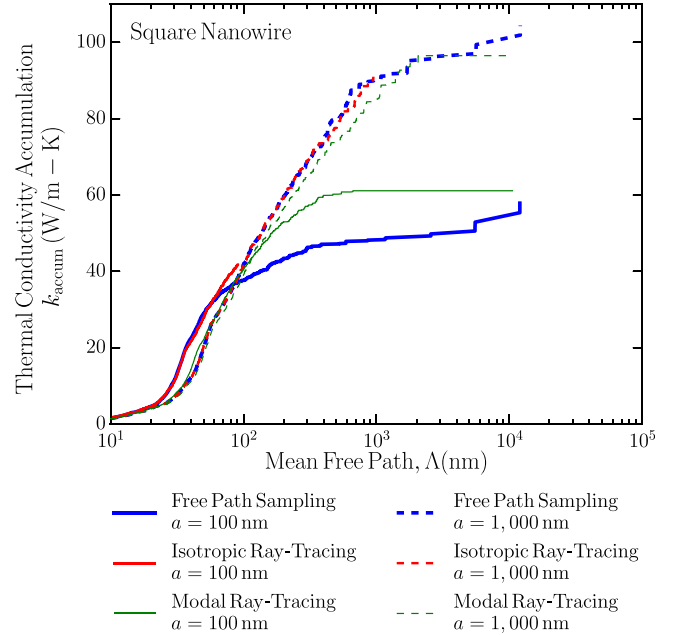 Square Nanowire
100
80
60
40
20
0
Thermal Conductivity Accumulation
k_accum (W/m − K)
10^1 10^2 10^3 10^4 10^5
Mean Free Path, Λ(nm)
Free Path Sampling
a = 100 nm
Free Path Sampling
a = 1,000 nm
Isotropic Ray-Tracing
a = 100 nm
Isotropic Ray-Tracing
a = 1,000 nm
Modal Ray-Tracing
a = 100 nm
Modal Ray-Tracing
a = 1,000 nm